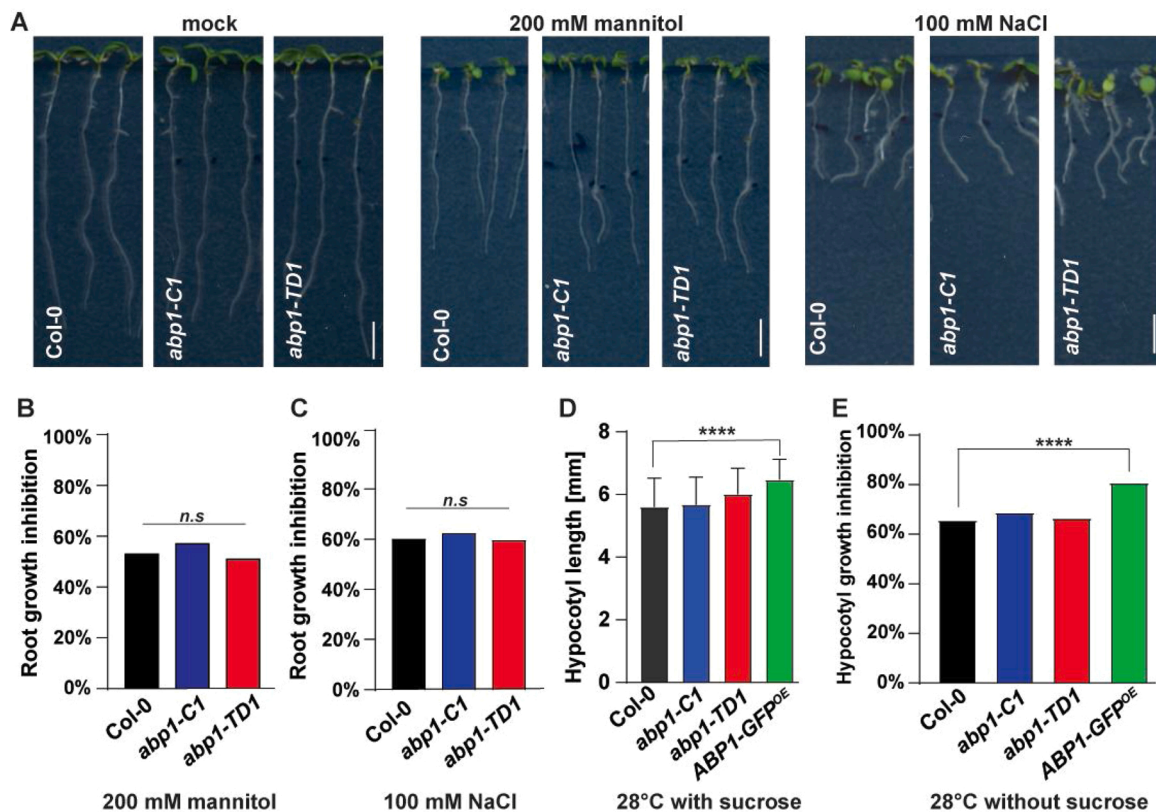 A
mock
200 mM mannitol
100 mM NaCl
Col-0
abp1-C1
abp1-TD1
Col-0
abp1-C1
abp1-TD1
Col-0
abp1-C1
abp1-TD1
B
Root growth inhibition
100%
80%
60%
40%
20%
0%
n.s
Col-0
abp1-C1
abp1-TD1
200 mM mannitol
C
Root growth inhibition
100%
80%
60%
40%
20%
0%
n.s
Col-0
abp1-C1
abp1-TD1
100 mM NaCl
D
Hypocotyl length [mm]
8
6
4
2
0
****
Col-0
abp1-C1
abp1-TD1
ABP1-GFPOE
28°C with sucrose
E
Hypocotyl growth inhibition
100%
80%
60%
40%
20%
0%
****
Col-0
abp1-C1
abp1-TD1
ABP1-GFPOE
28°C without sucrose